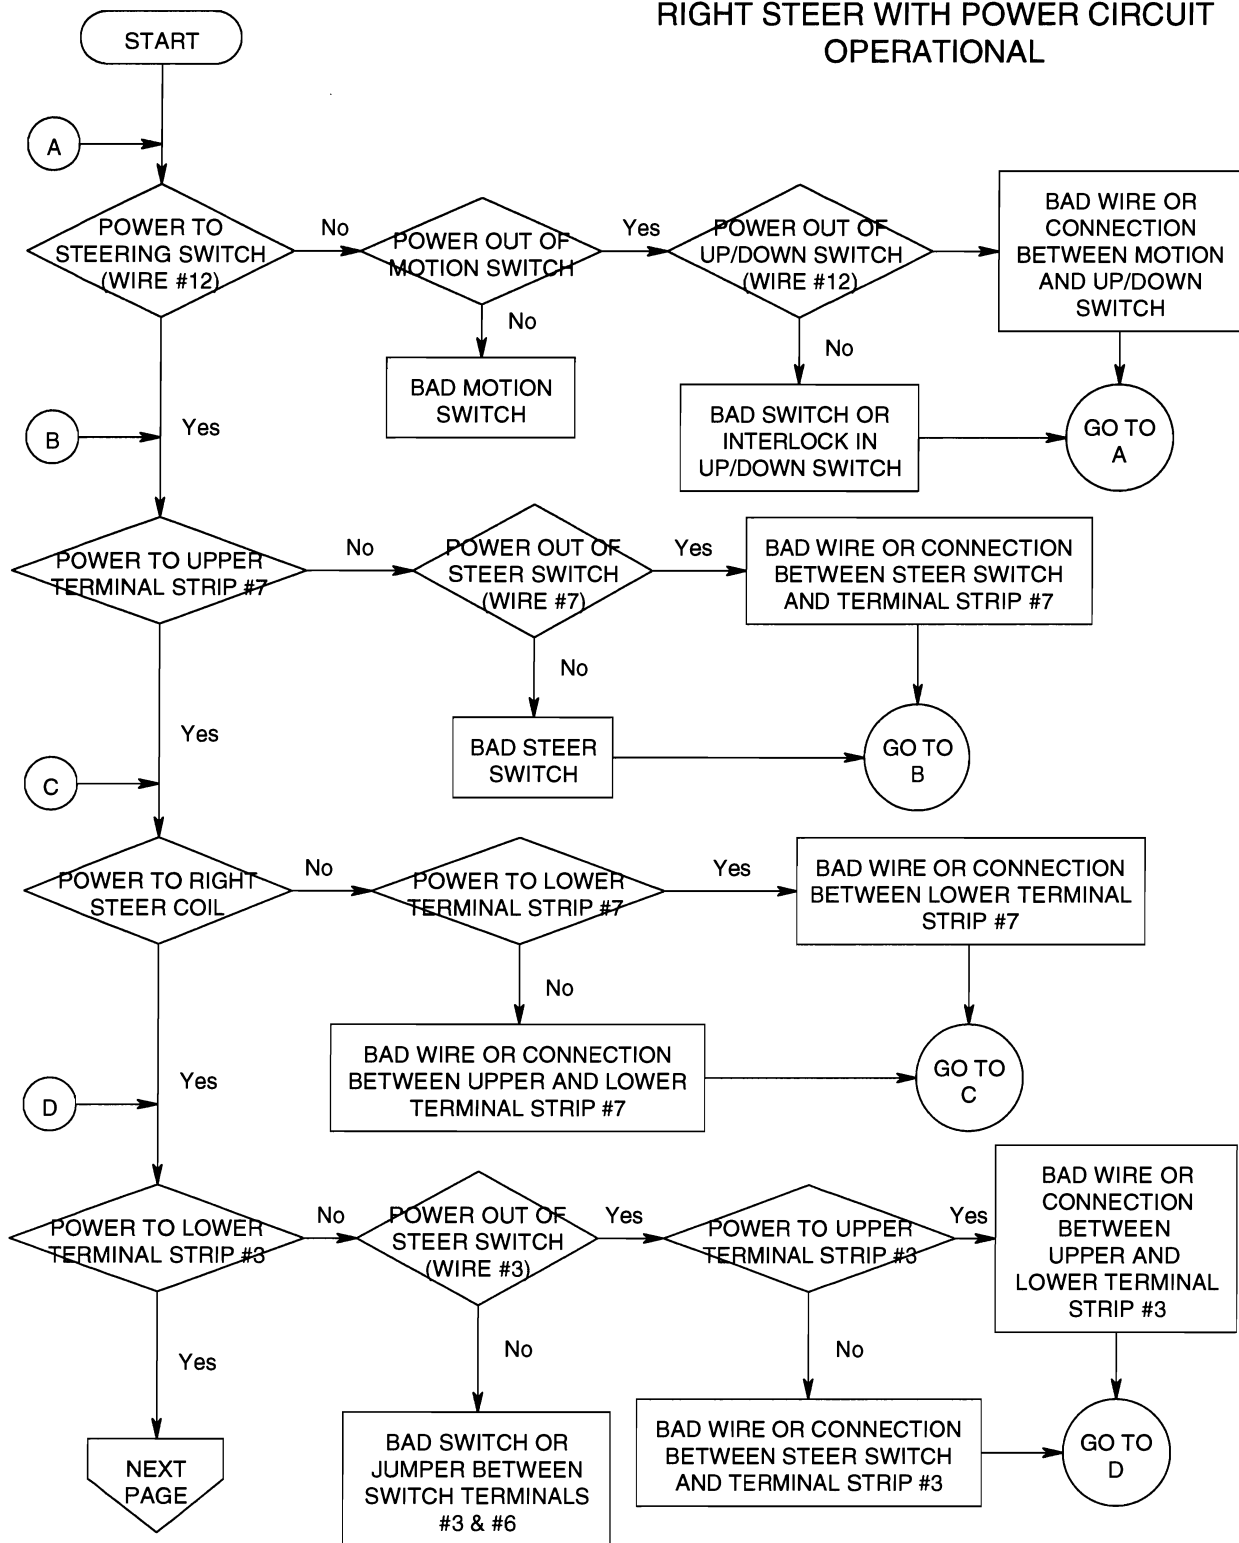 RIGHT STEER WITH POWER CIRCUIT
OPERATIONAL
START
A
POWER TO
STEERING SWITCH
(WIRE #12)
No
POWER OUT OF
MOTION SWITCH
Yes
POWER OUT OF
UP/DOWN SWITCH
(WIRE #12)
BAD WIRE OR
CONNECTION
BETWEEN MOTION
AND UP/DOWN
SWITCH
No
BAD MOTION
SWITCH
No
BAD SWITCH OR
INTERLOCK IN
UP/DOWN SWITCH
GO TO
A
B
Yes
POWER TO UPPER
TERMINAL STRIP #7
No
POWER OUT OF
STEER SWITCH
(WIRE #7)
Yes
BAD WIRE OR CONNECTION
BETWEEN STEER SWITCH
AND TERMINAL STRIP #7
No
BAD STEER
SWITCH
GO TO
B
Yes
C
POWER TO RIGHT
STEER COIL
No
POWER TO LOWER
TERMINAL STRIP #7
Yes
BAD WIRE OR CONNECTION
BETWEEN LOWER TERMINAL
STRIP #7
No
BAD WIRE OR CONNECTION
BETWEEN UPPER AND LOWER
TERMINAL STRIP #7
GO TO
C
Yes
D
POWER TO LOWER
TERMINAL STRIP #3
No
POWER OUT OF
STEER SWITCH
(WIRE #3)
Yes
POWER TO UPPER
TERMINAL STRIP #3
Yes
BAD WIRE OR
CONNECTION
BETWEEN
UPPER AND
LOWER TERMINAL
STRIP #3
Yes
No
No
NEXT
PAGE
BAD SWITCH OR
JUMPER BETWEEN
SWITCH TERMINALS
#3 & #6
BAD WIRE OR CONNECTION
BETWEEN STEER SWITCH
AND TERMINAL STRIP #3
GO TO
D